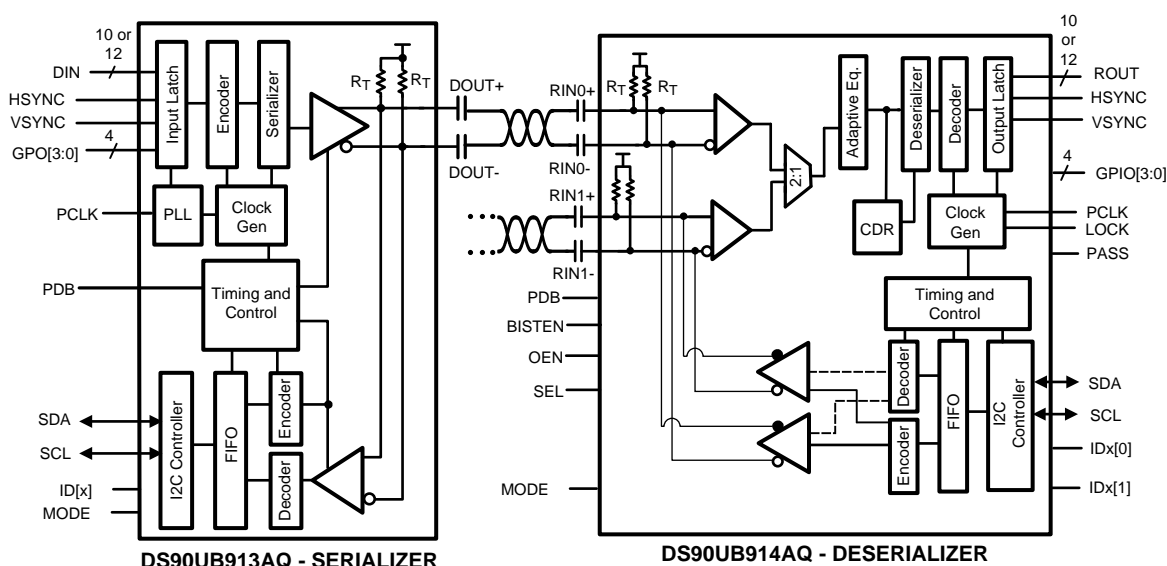 10 or
12
DIN
HSYNC
VSYNC
4
GPO[3:0]
PCLK
PDB
SDA
SCL
ID[x]
MODE
Input Latch
Encoder
Serializer
PLL
Clock
Gen
Timing and
Control
I2C Controller
FIFO
Encoder
Decoder
RT
RT
DOUT+
DOUT-
DS90UB913AQ - SERIALIZER
RIN0+
RIN0-
RIN1+
RIN1-
PDB
BISTEN
OEN
SEL
MODE
RT
RT
2:1
Adaptive Eq.
CDR
Deserializer
Decoder
Output Latch
Clock
Gen
Timing and
Control
Decoder
Encoder
FIFO
I2C
Controller
10
or
12
ROUT
HSYNC
VSYNC
4
GPIO[3:0]
PCLK
LOCK
PASS
SDA
SCL
IDx[0]
IDx[1]
DS90UB914AQ - DESERIALIZER